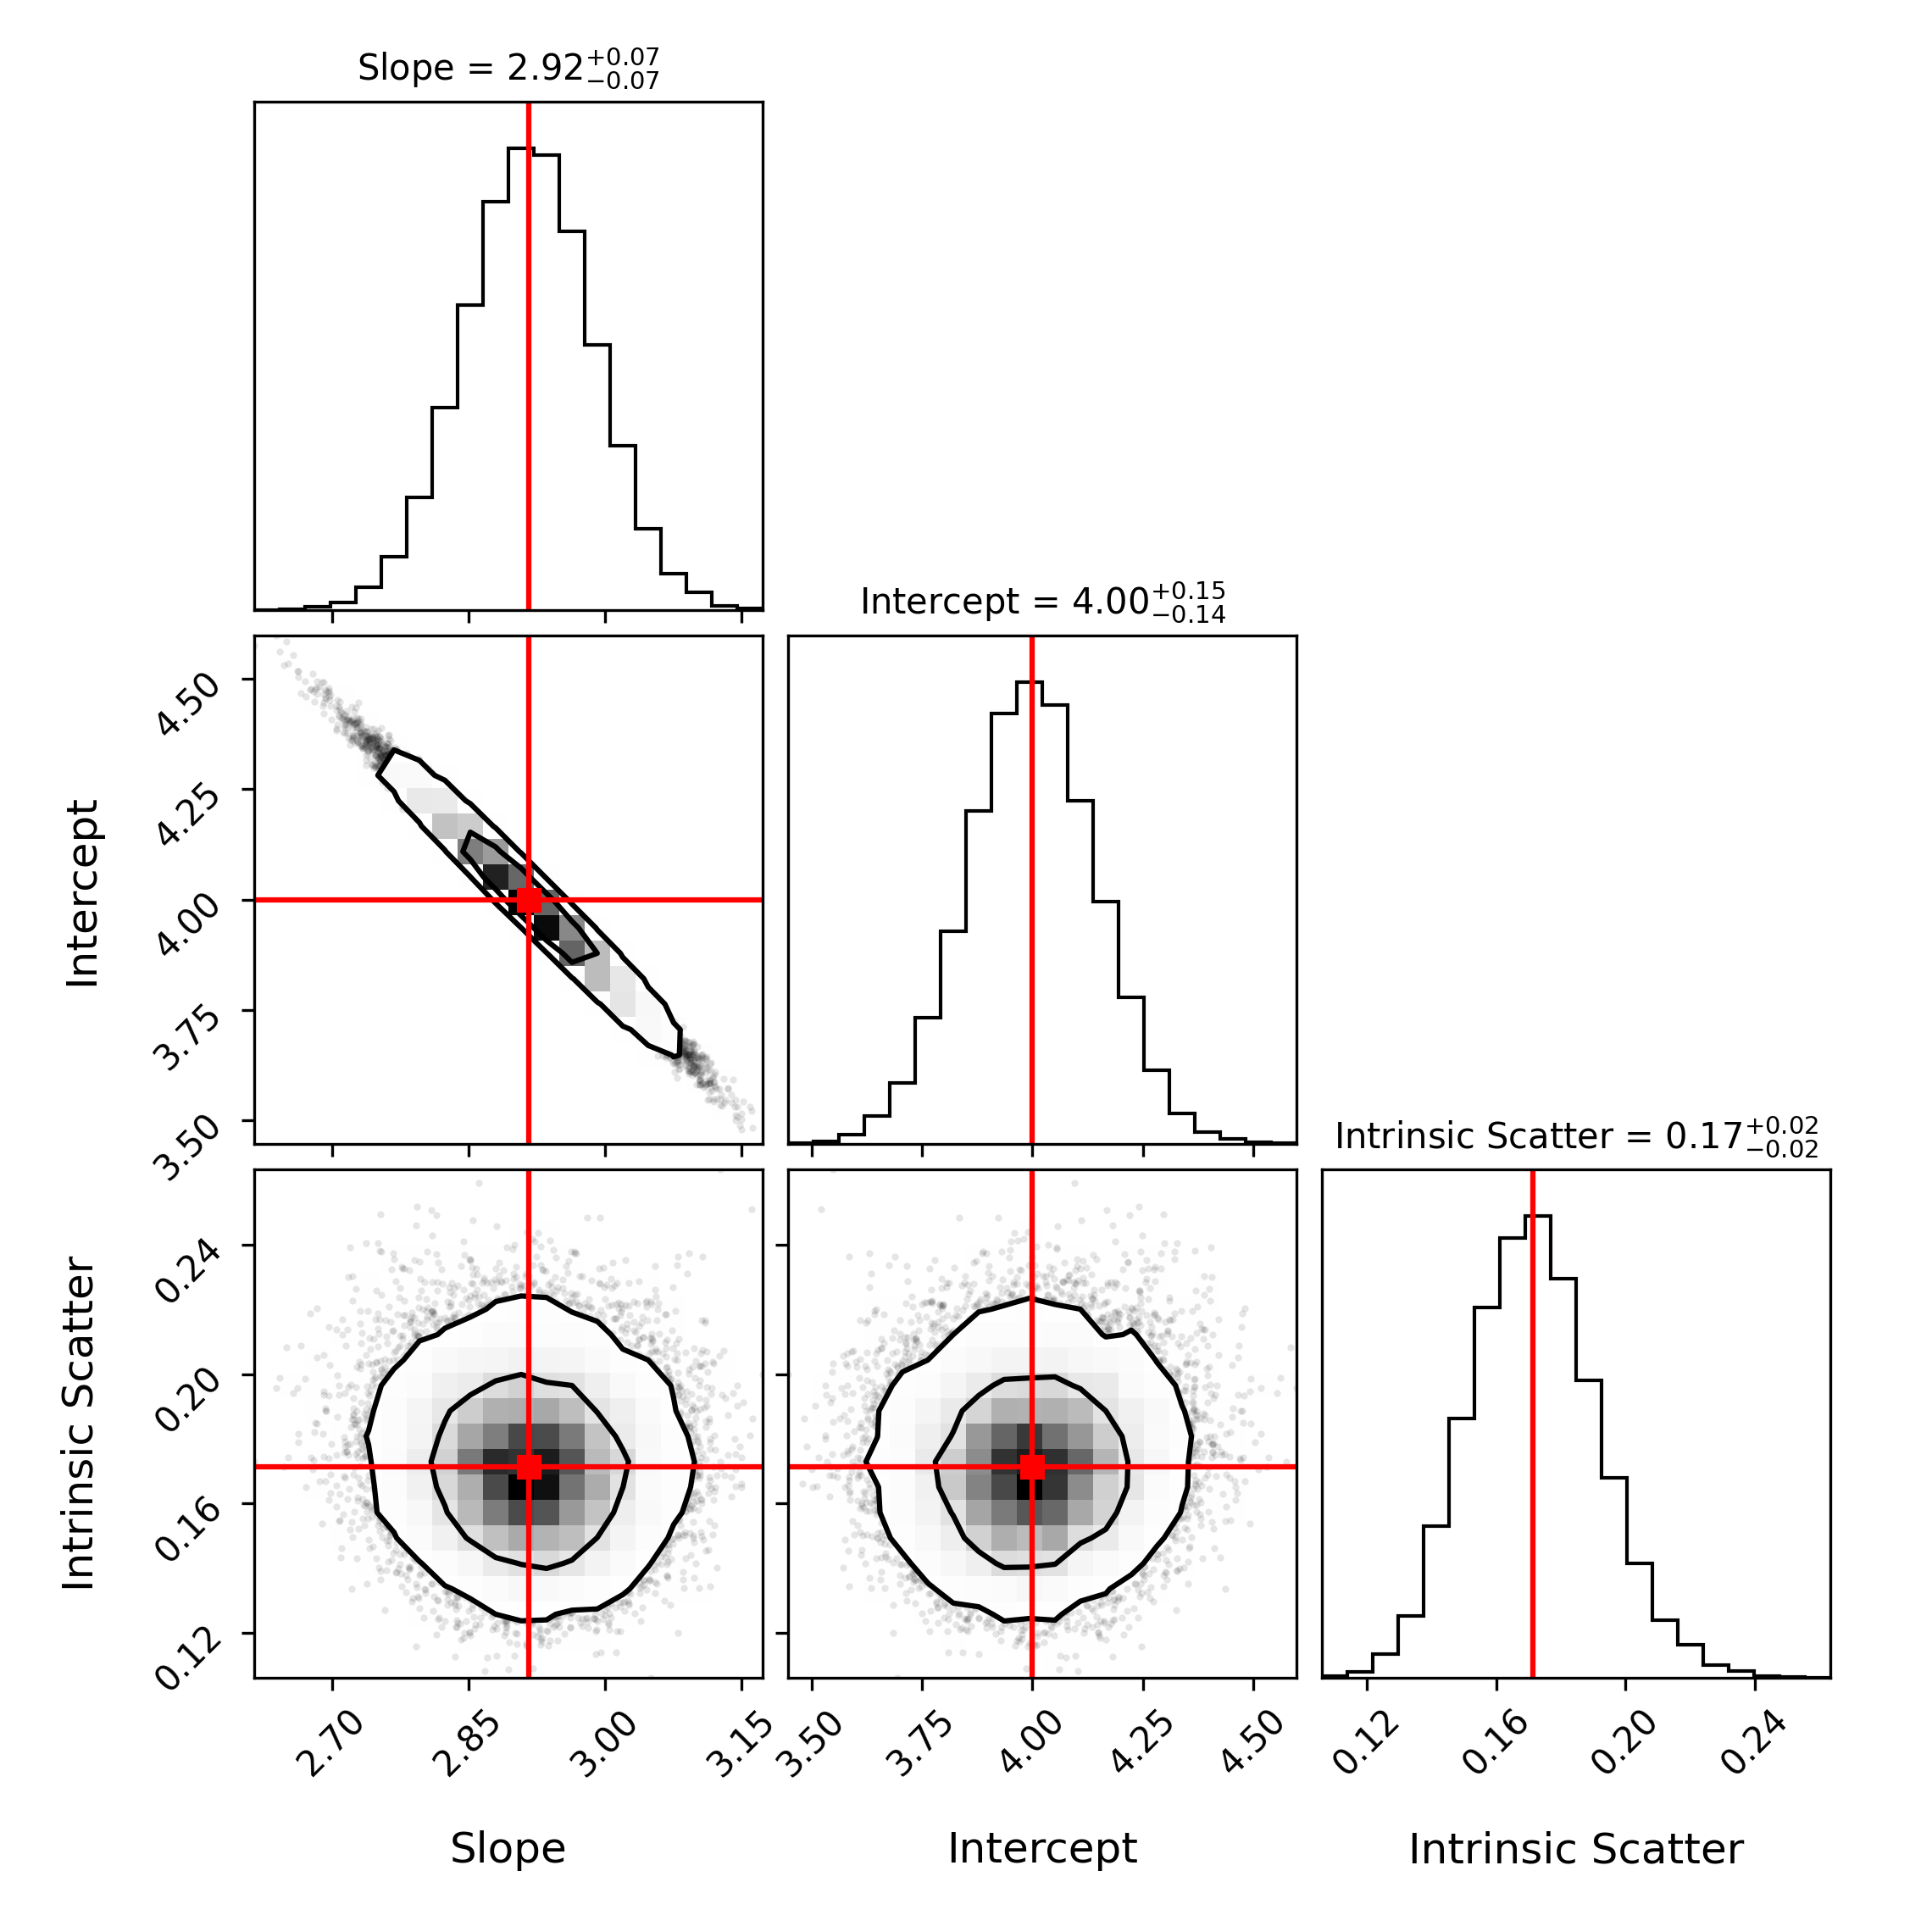 Slope = 2.92+0.07−0.07
Intercept = 4.00+0.15−0.14
Intrinsic Scatter = 0.17+0.02−0.02
Intercept
4.50
4.25
4.00
3.75
3.50
Intrinsic Scatter
0.24
0.20
0.16
0.12
2.70 2.85 3.00 3.15
3.50 3.75 4.00 4.25 4.50
0.12 0.16 0.20 0.24
Slope
Intercept
Intrinsic Scatter